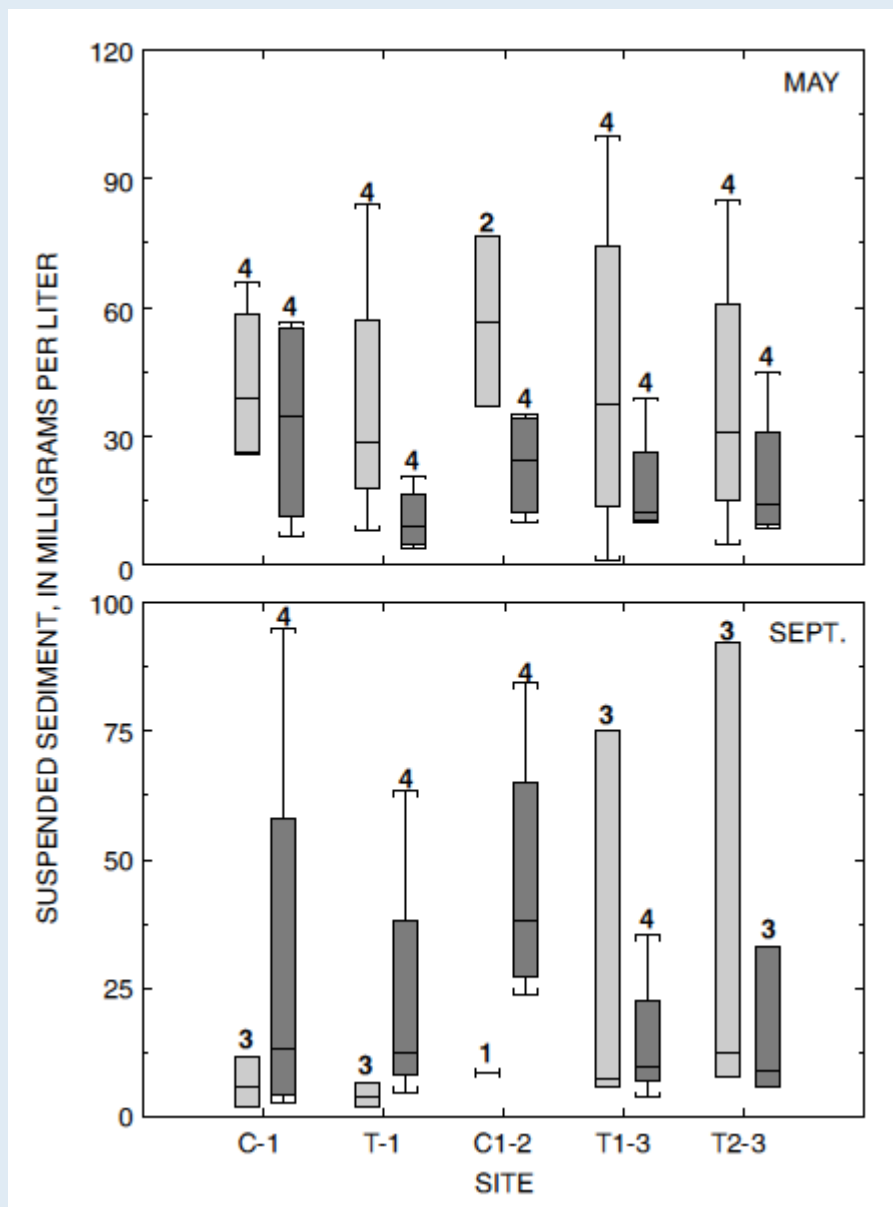 SUSPENDED SEDIMENT, IN MILLIGRAMS PER LITER
MAY
120
90
60
30
0
4 4 4 4 2 4 4 4 4 4
SEPT.
100
75
50
25
0
3 4 3 4 1 4 3 4 3 3
C-1 T-1 C1-2 T1-3 T2-3
SITE